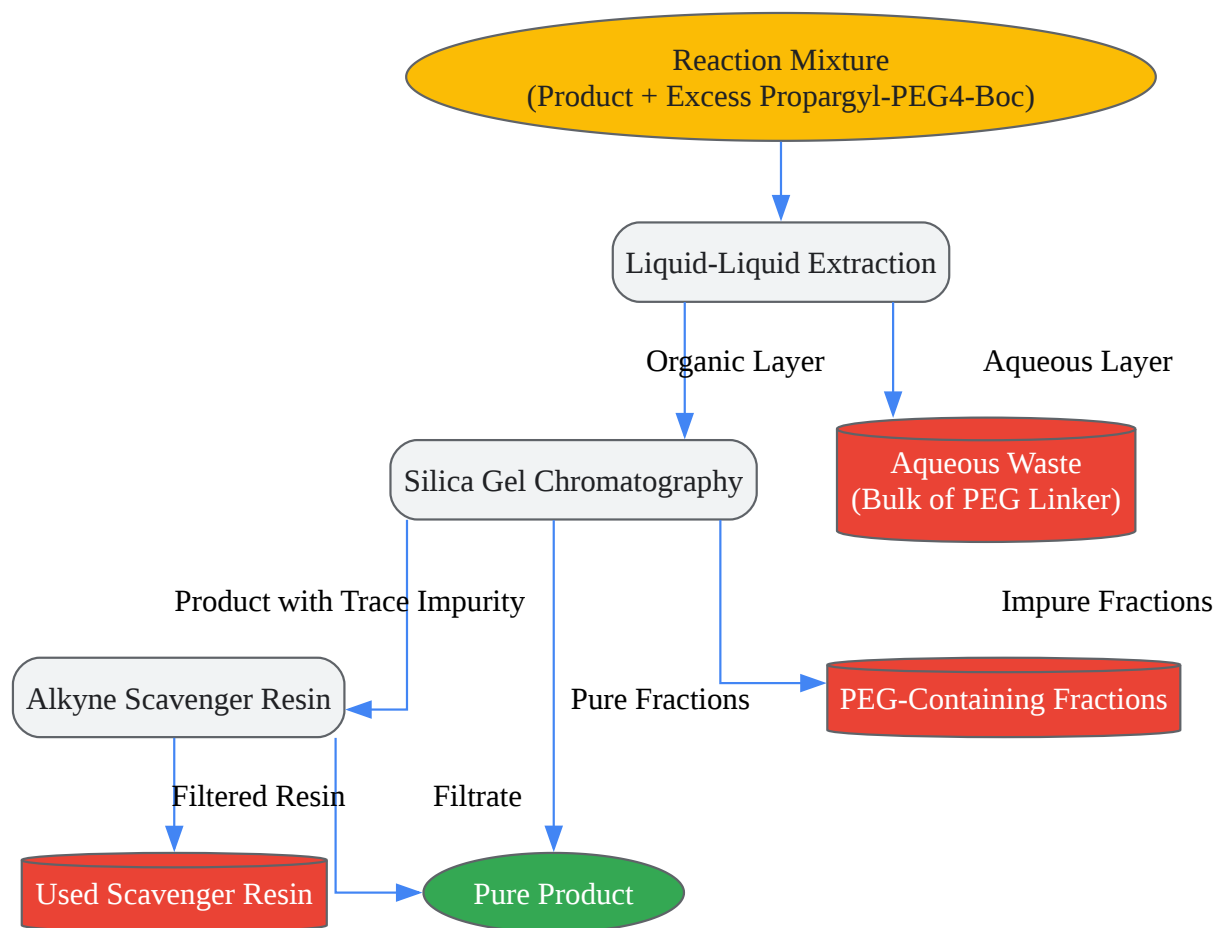 Reaction Mixture
(Product + Excess Propargyl-PEG4-Boc)
Liquid-Liquid Extraction
Organic Layer
Aqueous Layer
Aqueous Waste
(Bulk of PEG Linker)
Silica Gel Chromatography
Product with Trace Impurity
Impure Fractions
Alkyne Scavenger Resin
Pure Fractions
PEG-Containing Fractions
Filtered Resin
Filtrate
Used Scavenger Resin
Pure Product